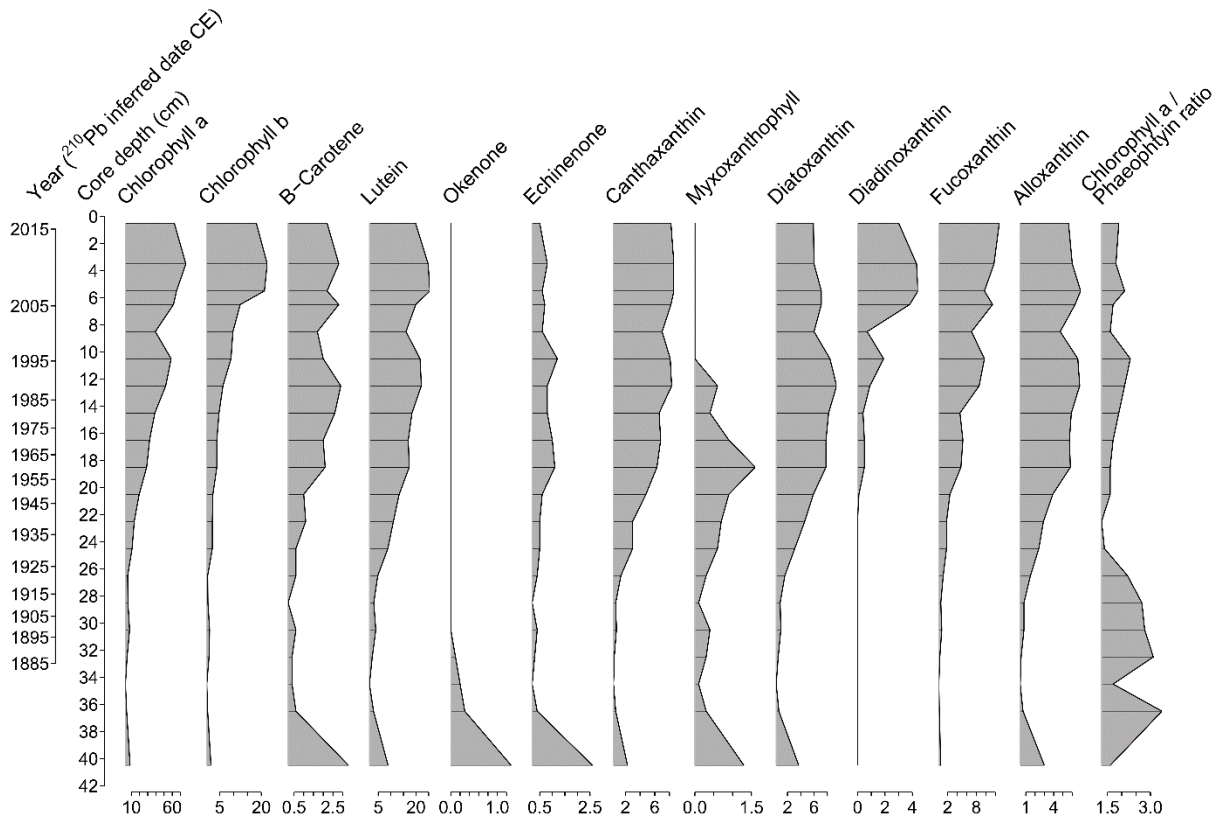 Year (²¹⁰Pb inferred date CE)
Core depth (cm)
Chlorophyll a
Chlorophyll b
B−Carotene
Lutein
Okenone
Echinenone
Canthaxanthin
Myxoxanthophyll
Diatoxanthin
Diadinoxanthin
Fucoxanthin
Alloxanthin
Chlorophyll a /
Phaeophtyin ratio
2015
2005
1995
1985
1975
1965
1955
1945
1935
1925
1915
1905
1895
1885
0
2
4
6
8
10
12
14
16
18
20
22
24
26
28
30
32
34
36
38
40
42
10 60 5 20 0.5 2.5 5 20 0.0 1.0 0.5 2.5 2 6 0.0 1.5 2 6 0 2 4 2 8 1 4 1.5 3.0